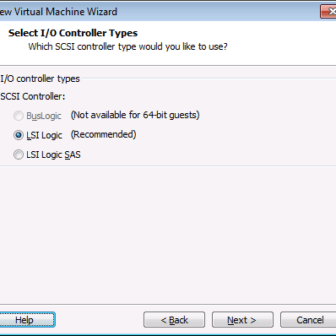 ew Virtual Machine Wizard
Select I/O Controller Types
Which SCSI controller type would you like to use?
I/O controller types
SCSI Controller:
BusLogic (Not available for 64-bit guests)
LSI Logic (Recommended)
LSI Logic SAS
Help < Back Next > Cancel